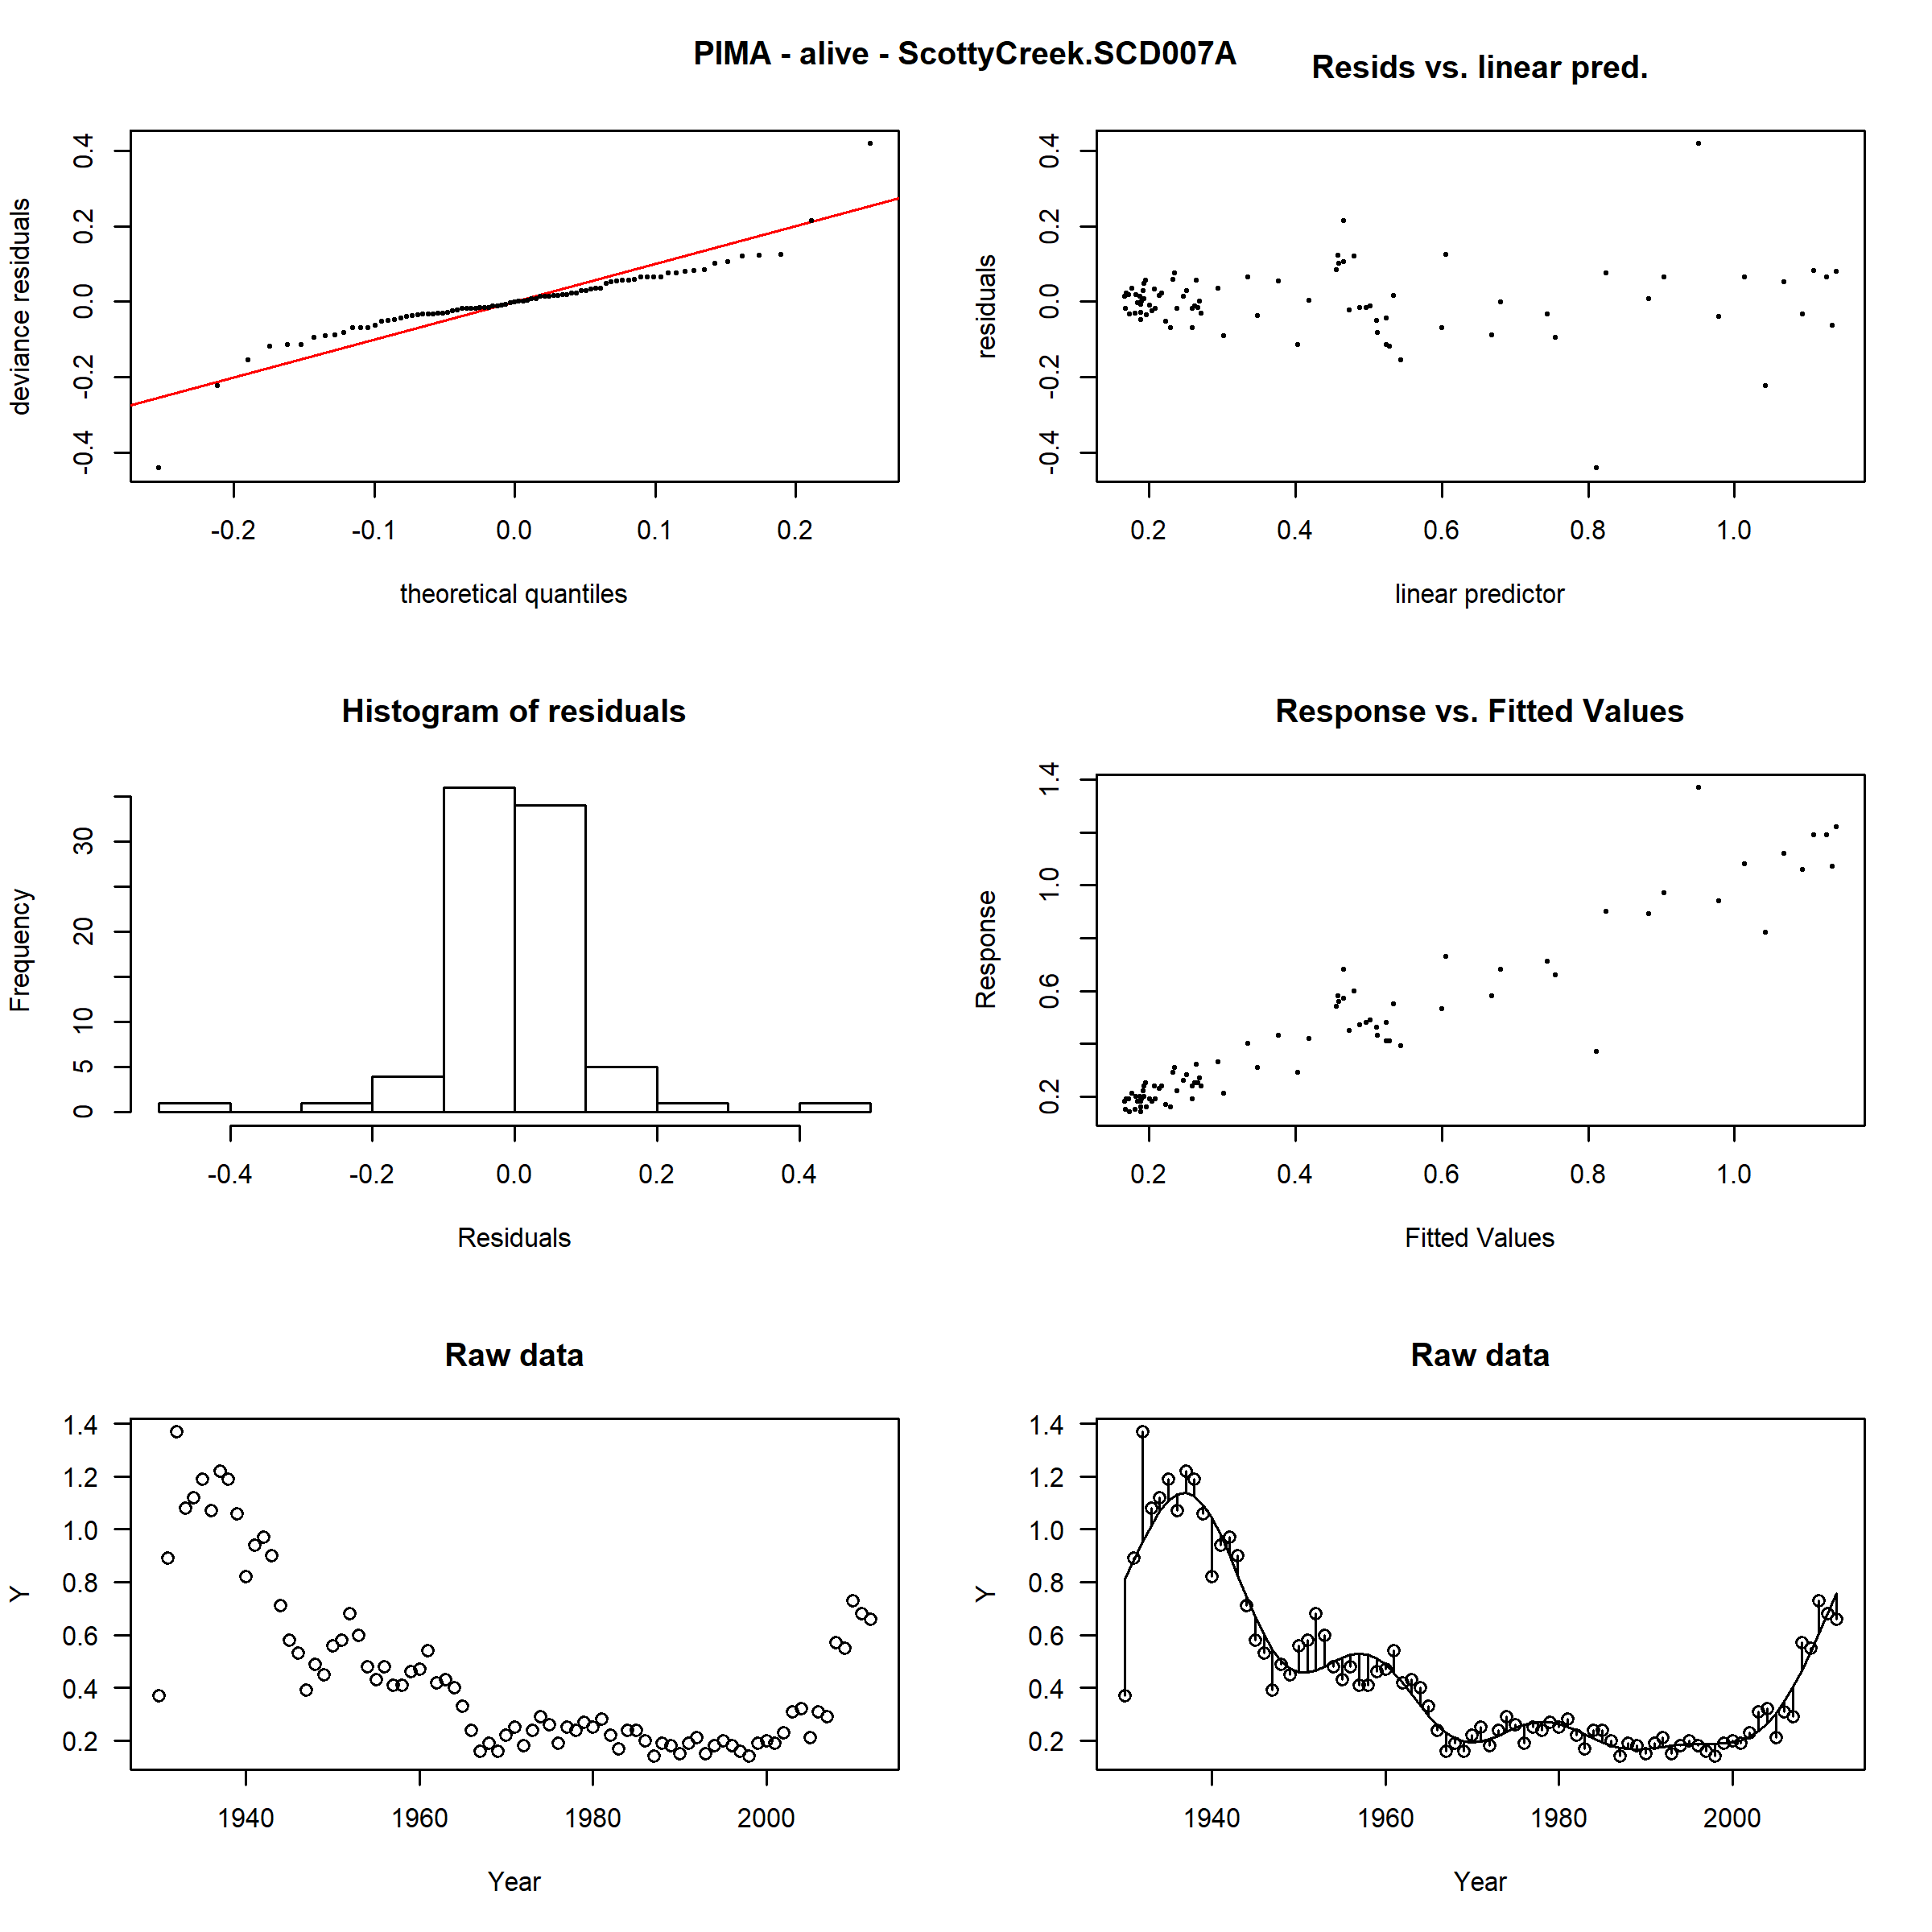 PIMA - alive - ScottyCreek.SCD007A
Resids vs. linear pred.
deviance residuals
0.4
0.2
0.0
-0.2
-0.4
-0.2 -0.1 0.0 0.1 0.2
theoretical quantiles
residuals
0.4
0.2
0.0
-0.2
-0.4
0.2 0.4 0.6 0.8 1.0
linear predictor
Histogram of residuals
Frequency
30
20
10
5
0
-0.4 -0.2 0.0 0.2 0.4
Residuals
Response vs. Fitted Values
Response
1.4
1.0
0.6
0.2
0.2 0.4 0.6 0.8 1.0
Fitted Values
Raw data
Y
1.4
1.2
1.0
0.8
0.6
0.4
0.2
1940 1960 1980 2000
Year
Raw data
Y
1.4
1.2
1.0
0.8
0.6
0.4
0.2
1940 1960 1980 2000
Year